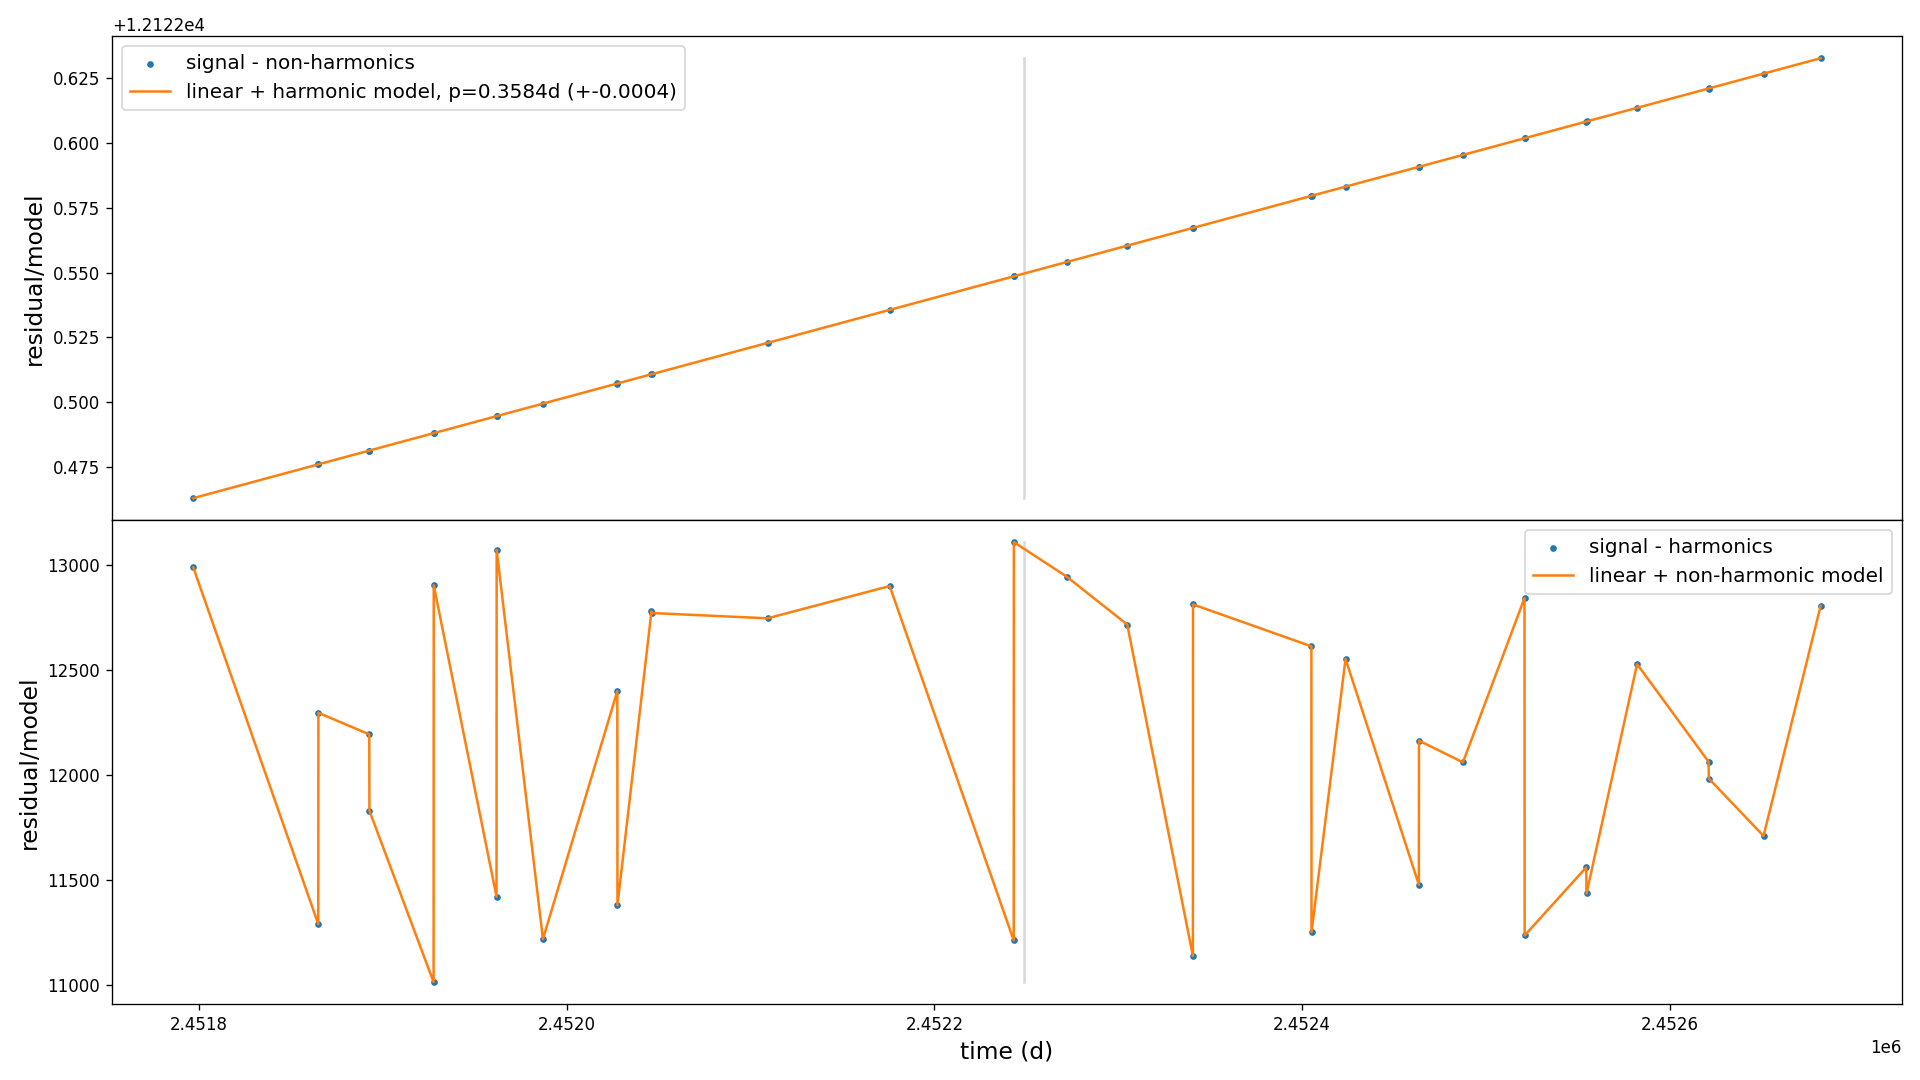 +1.2122e4
signal - non-harmonics
linear + harmonic model, p=0.3584d (+-0.0004)
0.625
0.600
0.575
0.550
0.525
0.500
0.475
residual/model
signal - harmonics
linear + non-harmonic model
13000
12500
12000
11500
11000
residual/model
2.4518
2.4520
2.4522
2.4524
2.4526
time (d)
1e6